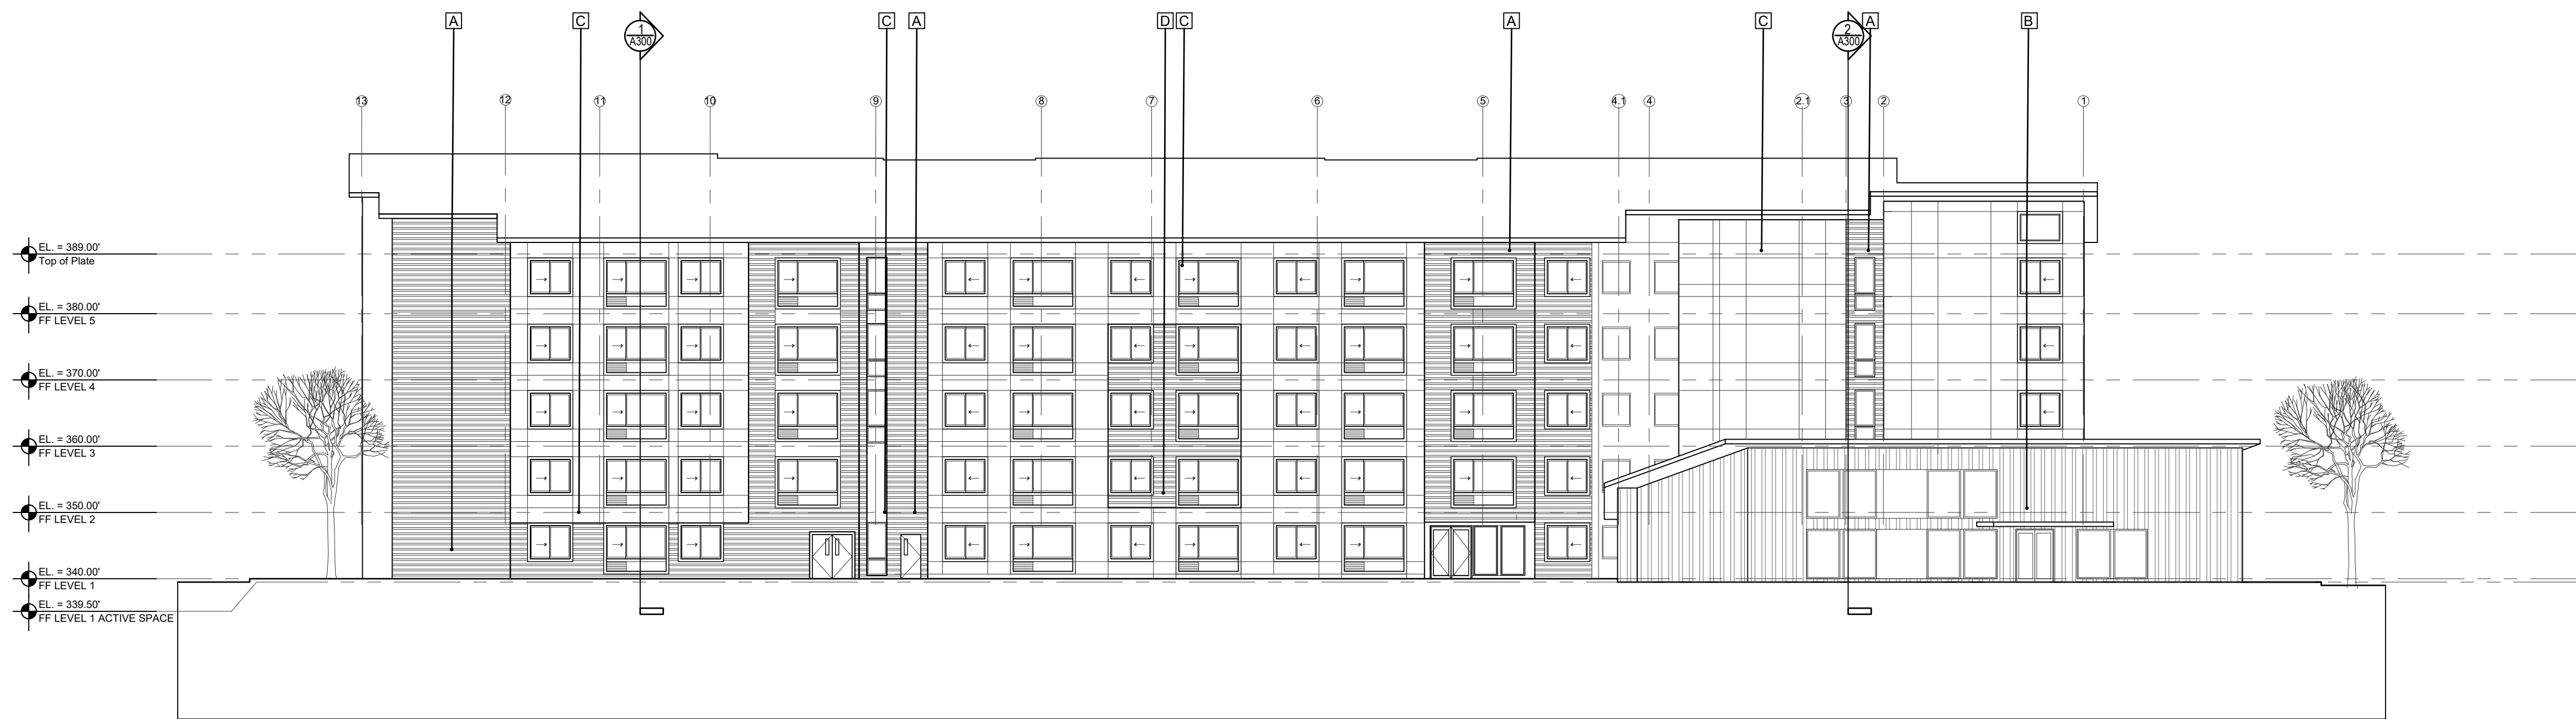 A
C
1
A300
C
A
D
C
A
C
2
A300
A
B
13
12
11
10
9
8
7
6
5
4.1
4
2.1
3
2
1
EL. = 389.00'
Top of Plate
EL. = 380.00'
FF LEVEL 5
EL. = 370.00'
FF LEVEL 4
EL. = 360.00'
FF LEVEL 3
EL. = 350.00'
FF LEVEL 2
EL. = 340.00'
FF LEVEL 1
EL. = 339.50'
FF LEVEL 1 ACTIVE SPACE